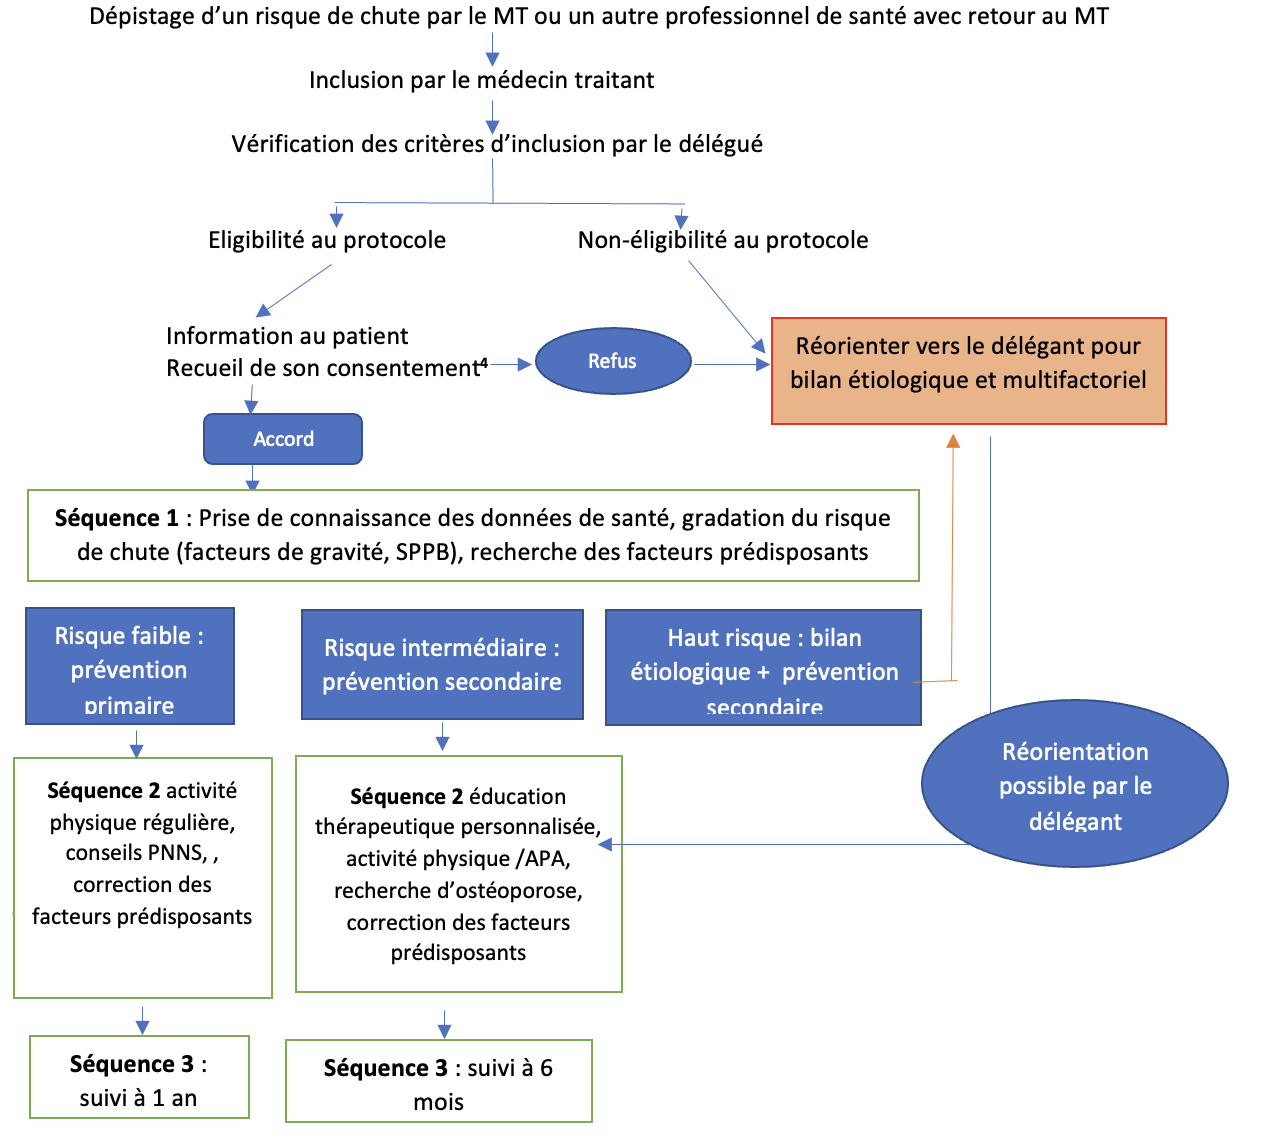 Dépistage d’un risque de chute par le MT ou un autre professionnel de santé avec retour au MT
Inclusion par le médecin traitant
Vérification des critères d’inclusion par le délégué
Eligibilité au protocole
Non-éligibilité au protocole
Information au patient
Recueil de son consentement⁴
Refus
Réorienter vers le délégant pour
bilan étiologique et multifactoriel
Accord
Séquence 1 : Prise de connaissance des données de santé, gradation du risque
de chute (facteurs de gravité, SPPB), recherche des facteurs prédisposants
Risque faible :
prévention
primaire
Risque intermédiaire :
prévention secondaire
Haut risque : bilan
étiologique + prévention
secondaire
Réorientation
possible par le
délégant
Séquence 2 activité
physique régulière,
conseils PNNS, ,
correction des
facteurs prédisposants
Séquence 2 éducation
thérapeutique personnalisée,
activité physique /APA,
recherche d’ostéoporose,
correction des facteurs
prédisposants
Séquence 3 :
suivi à 1 an
Séquence 3 : suivi à 6
mois